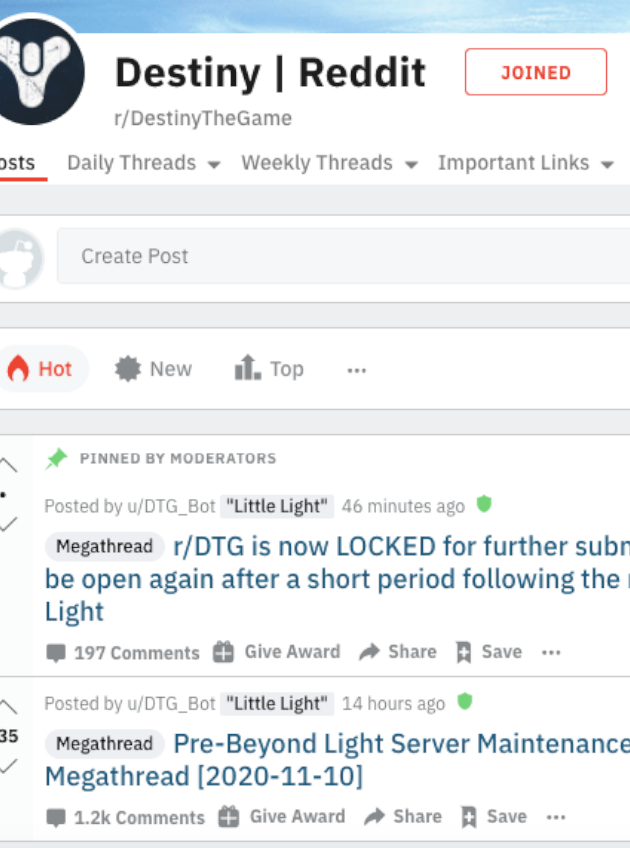 Destiny | Reddit
JOINED
r/DestinyTheGame
osts Daily Threads Weekly Threads Important Links
Create Post
Hot New Top ...
PINNED BY MODERATORS
Posted by u/DTG_Bot "Little Light" 46 minutes ago
Megathread r/DTG is now LOCKED for further subm
be open again after a short period following the
Light
197 Comments Give Award Share Save ...
Posted by u/DTG_Bot "Little Light" 14 hours ago
35
Megathread Pre-Beyond Light Server Maintenance
Megathread [2020-11-10]
1.2k Comments Give Award Share Save ...